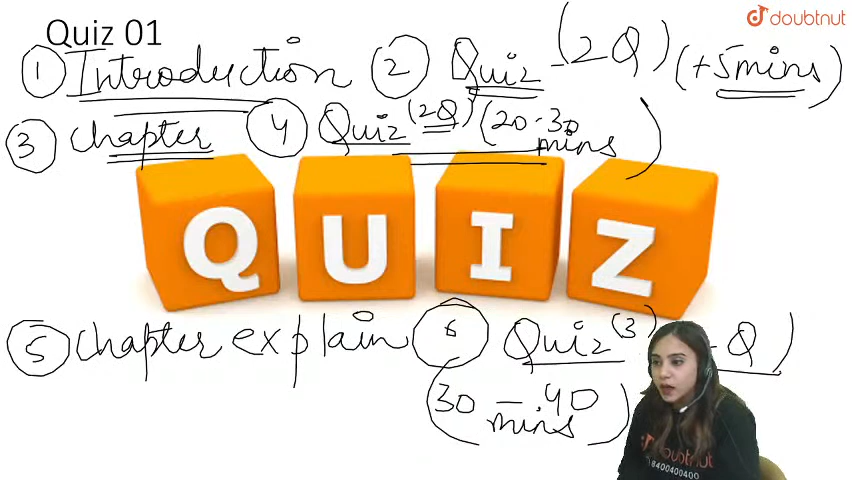 Quiz 01
doubtnut
① Introduction ② Quiz - (2Q) (+5mins)
③ Chapter ④ Quiz (2Q) (20-30 mins)
QUIZ
⑤ Chapter explain ⑥ Quiz (3) - Q)
(30 - 40 mins)
doubtnut
8400400400